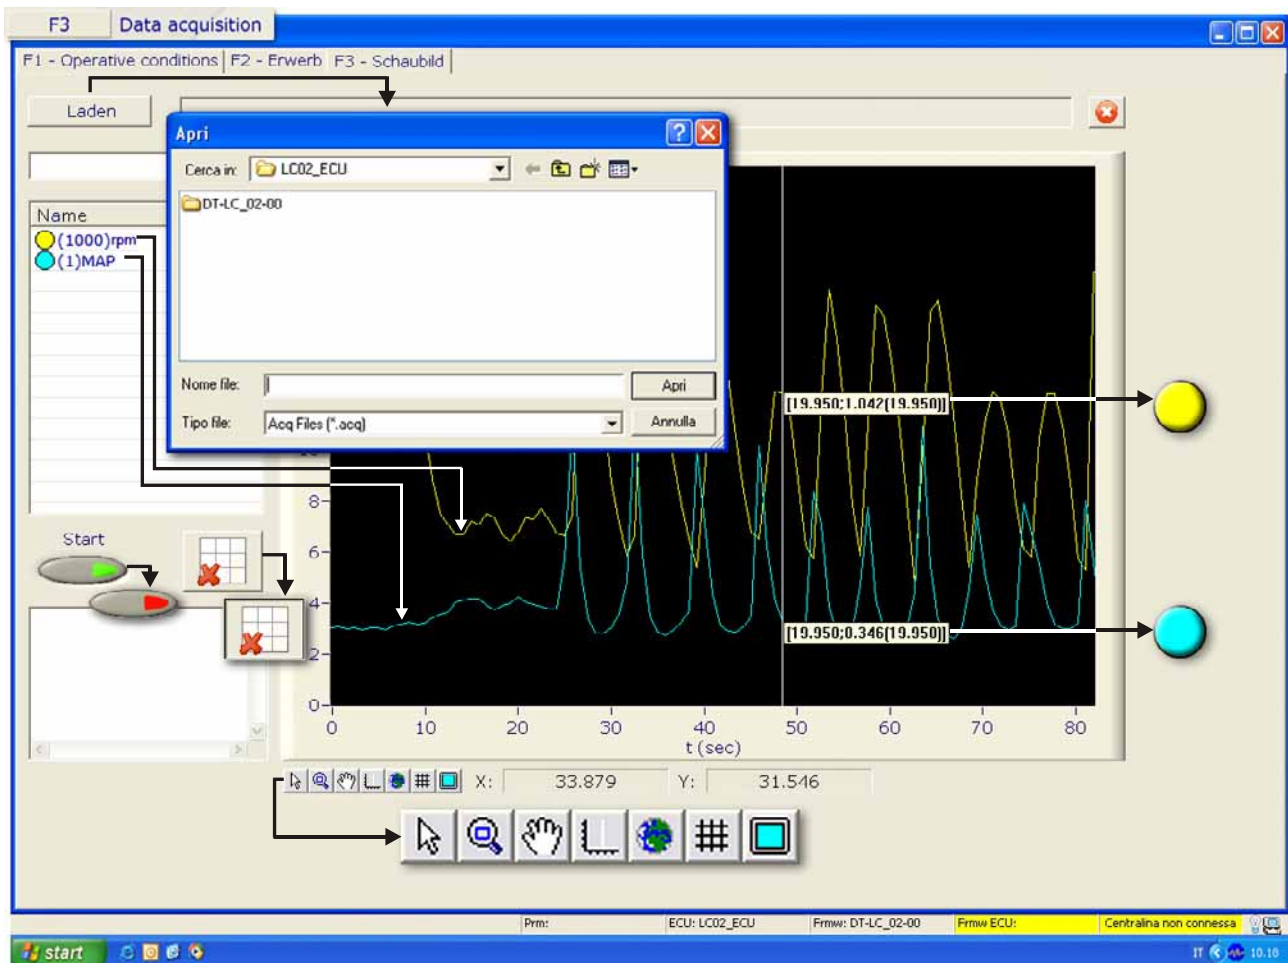 F3 Data acquisition
F1 - Operative conditions F2 - Erwerb F3 - Schaubild
Laden
Apri
Cerca in: LC02_ECU
DT-LC_02-00
Name
(1000)rpm
(1)MAP
Nome file:
Apri
Tipo file: Acq Files (*.acq)
Annulla
[19.950;1.042(19.950)]
8
6
4
2
0
Start
[19.950;0.346(19.950)]
0 10 20 30 40 50 60 70 80
t (sec)
X: 33.879 Y: 31.546
Prm: ECU: LC02_ECU Frmw: DT-LC_02-00 Frmw ECU: Centralina non connessa
start IT 10.18